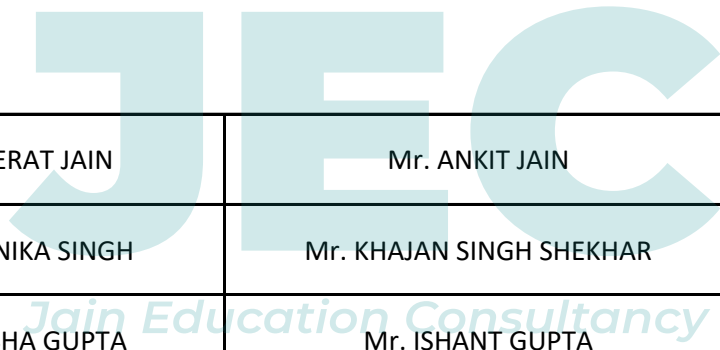 JEC
ERAT JAIN Mr. ANKIT JAIN
NIKA SINGH Mr. KHAJAN SINGH SHEKHAR
Jain Education Consultancy
HA GUPTA Mr. ISHANT GUPTA